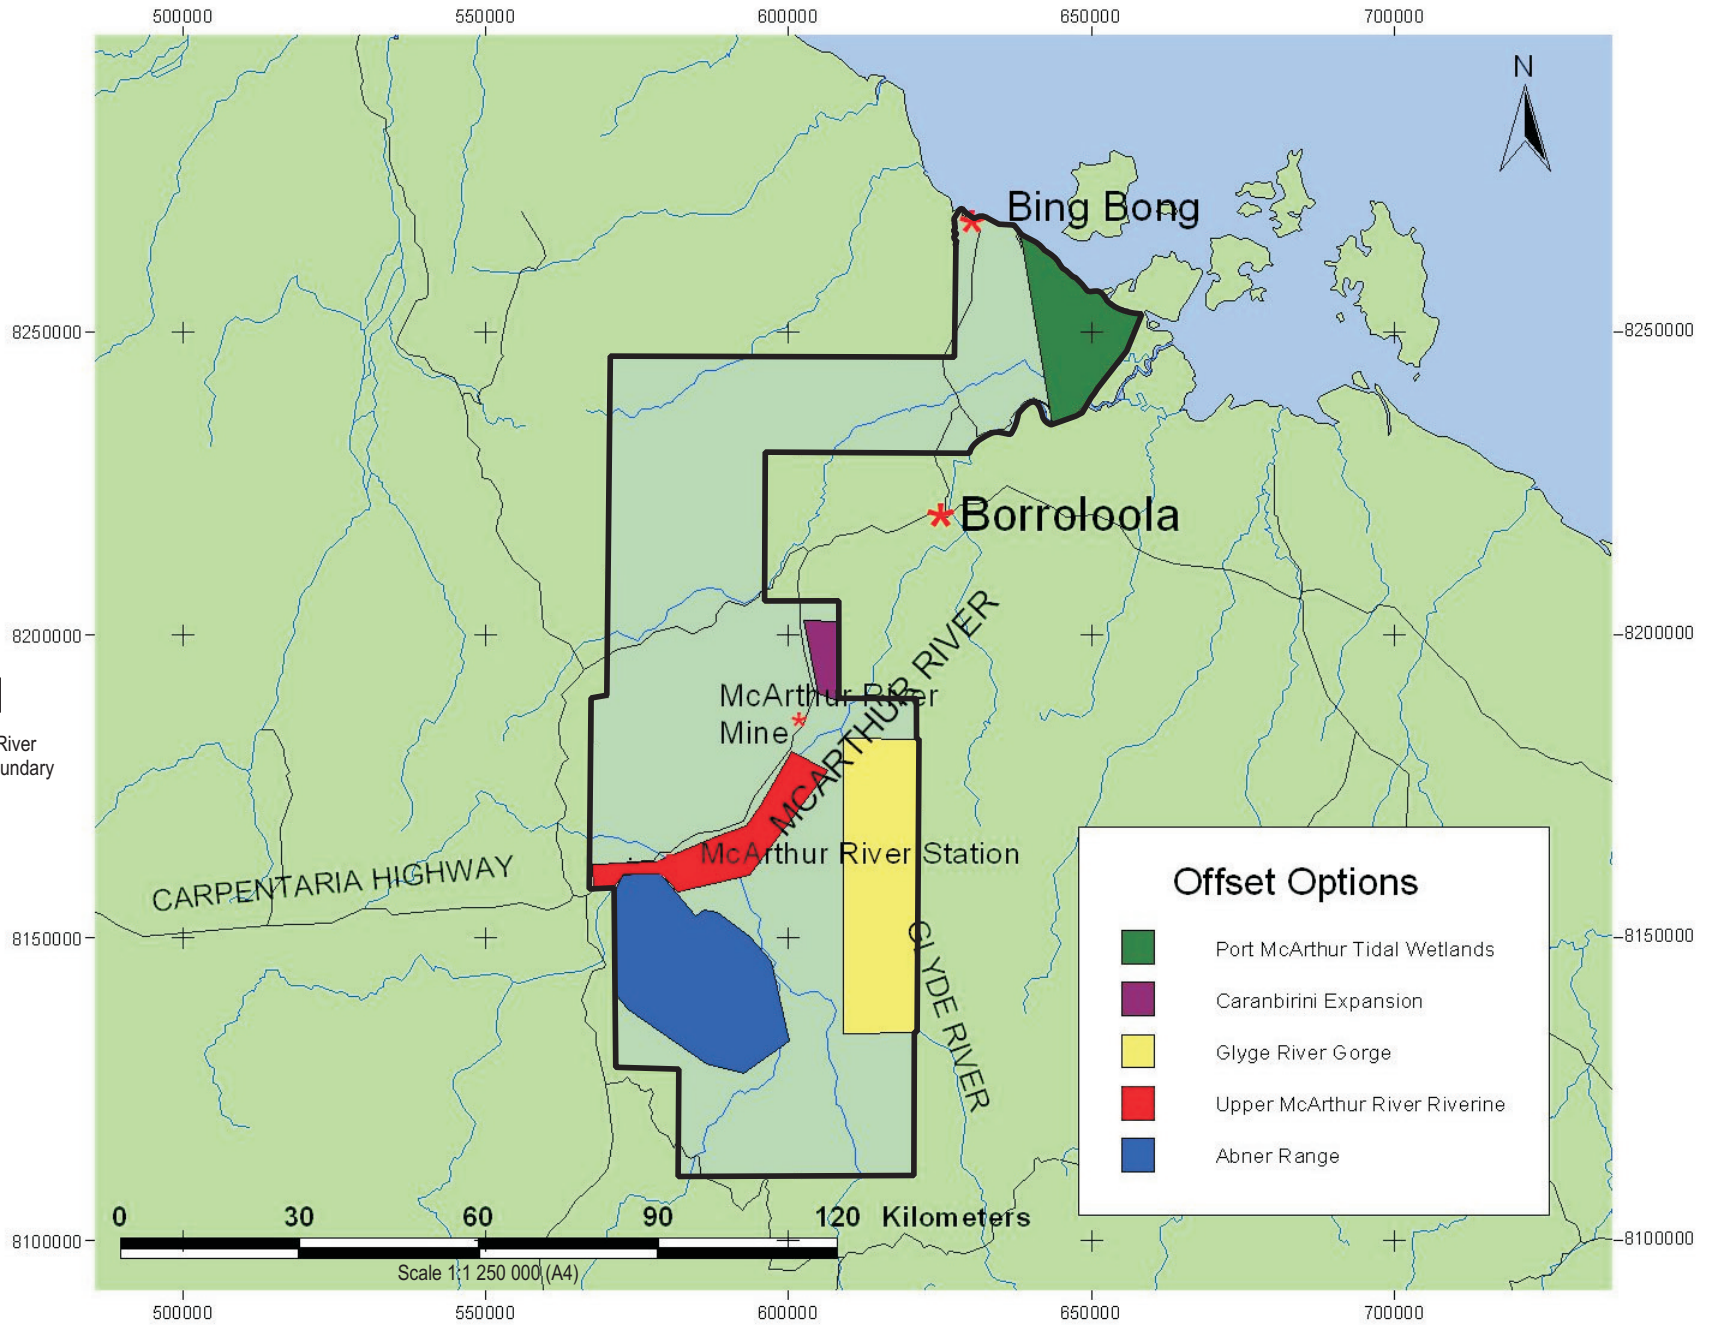 500000 550000 600000 650000 700000
N
Bing Bong
8250000 8250000
Borroloola
8200000 8200000
MCARTHUR RIVER
McArthur River
Mine
River
undary
McArthur River Station
CARPENTARIA HIGHWAY
Offset Options
8150000 8150000
GLYDE RIVER
Port McArthur Tidal Wetlands
Caranbirini Expansion
Glyge River Gorge
Upper McArthur River Riverine
Abner Range
0 30 60 90 120 Kilometers
8100000 8100000
Scale 1:1 250 000 (A4)
500000 550000 600000 650000 700000